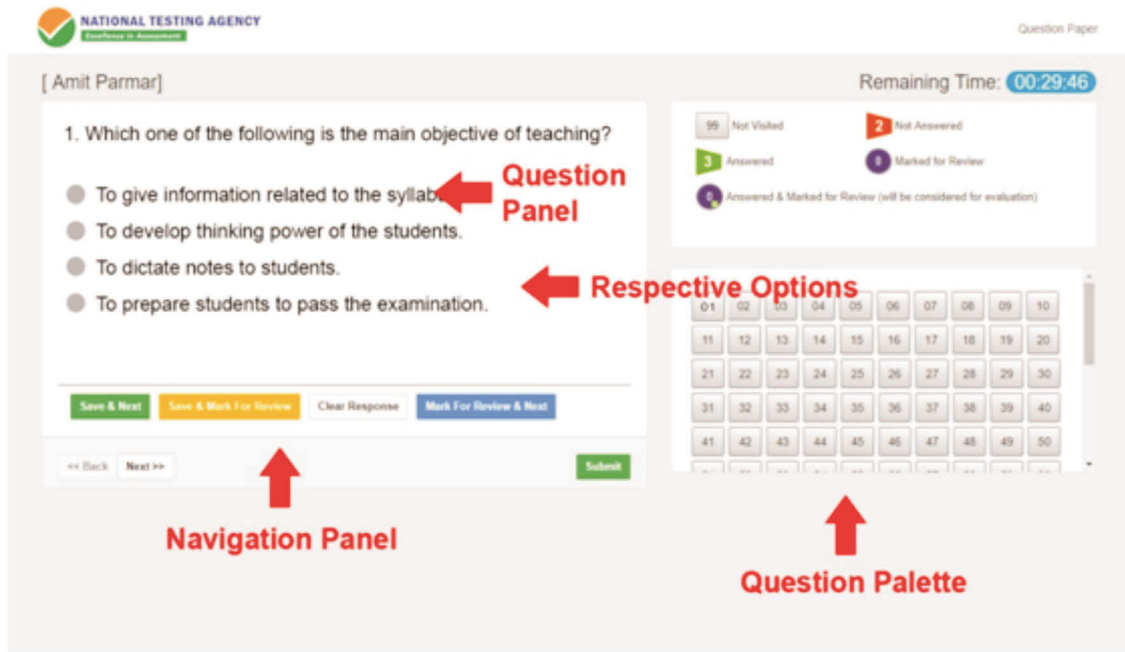 NATIONAL TESTING AGENCY
Excellence in Assessment
Question Paper
[ Amit Parmar]
Remaining Time: 00:29:46
1. Which one of the following is the main objective of teaching?
To give information related to the
To develop thinking power of the students.
To dictate notes to students.
To prepare students to pass the examination.
Question
Panel
Respective Options
Save & Next
Save & Mark For Review
Clear Response
Mark For Review & Next
<< Back
Next >>
Submit
Navigation Panel
99 Not Visited
2 Not Answered
3 Answered
0 Marked for Review
0 Answered & Marked for Review (will be considered for evaluation)
01 02 03 04 05 06 07 08 09 10
11 12 13 14 15 16 17 18 19 20
21 22 23 24 25 26 27 28 29 30
31 32 33 34 35 36 37 38 39 40
41 42 43 44 45 46 47 48 49 50
Question Palette